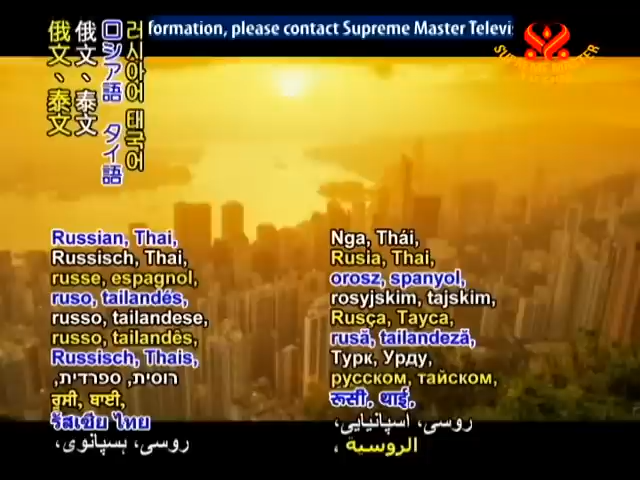 formation, please contact Supreme Master Televis
러시아어 태국어
ロシア語 タイ語
俄文、泰文
俄文、泰文
Russian, Thai,
Russisch, Thai,
russe, espagnol,
ruso, tailandés,
russo, tailandese,
russo, tailandês,
Russisch, Thais,
רוסית, ספרדית,
ਰੂਸੀ, ਥਾਈ,
รัสเซีย ไทย
روسی، ہسپانوی،
Nga, Thái,
Rusia, Thai,
orosz, spanyol,
rosyjskim, tajskim,
Rusça, Tayca,
rusă, tailandeză,
Турк, Урду,
русском, тайском,
रूसी, थाई,
روسی، اسپانیایی،
الروسية ،